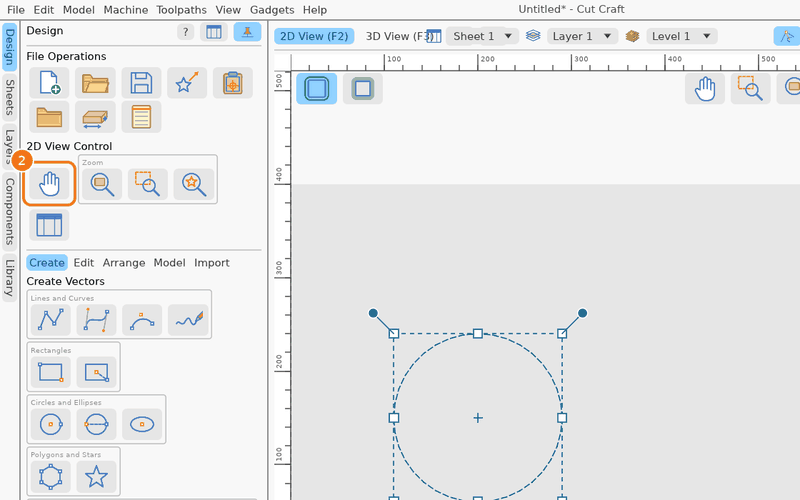 File Edit Model Machine Toolpaths View Gadgets Help
Untitled* - Cut Craft
Design
Sheets
Layers
Components
Library
Design
?
File Operations
2D View Control
2
Zoom
Create Edit Arrange Model Import
Create Vectors
Lines and Curves
Rectangles
Circles and Ellipses
Polygons and Stars
2D View (F2) 3D View (F3) Sheet 1 Layer 1 Level 1
100 200 300 400 500
500
400
300
200
100